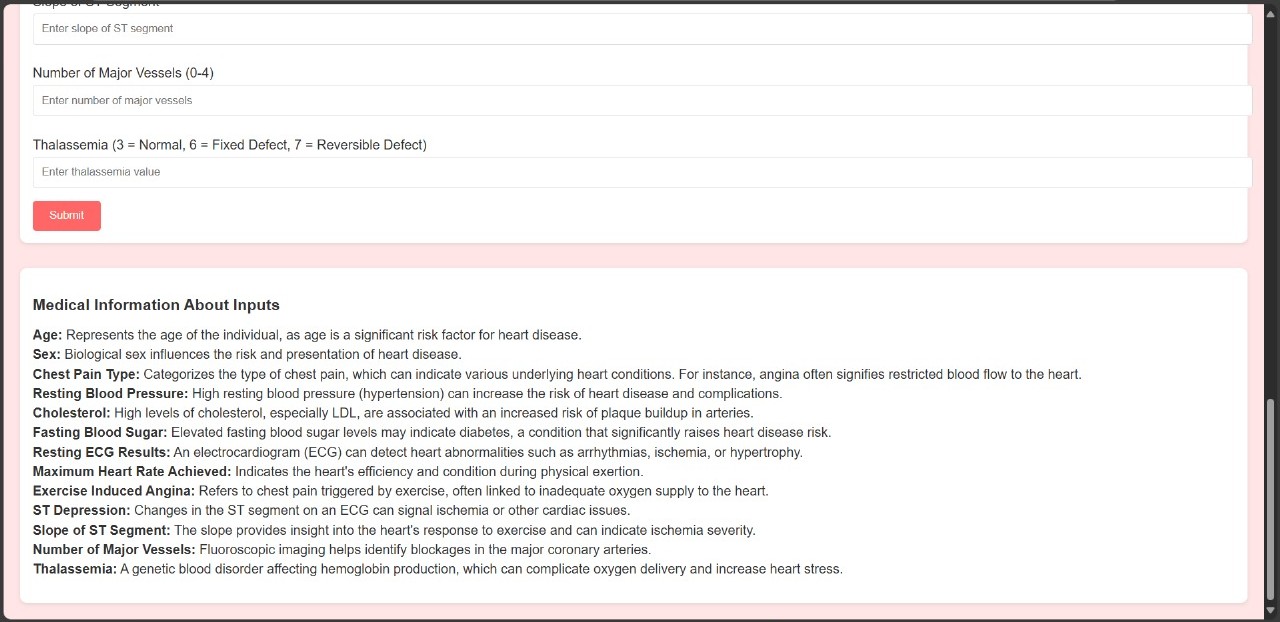 Slope of ST Segment
Enter slope of ST segment
Number of Major Vessels (0-4)
Enter number of major vessels
Thalassemia (3 = Normal, 6 = Fixed Defect, 7 = Reversible Defect)
Enter thalassemia value
Submit
Medical Information About Inputs
Age: Represents the age of the individual, as age is a significant risk factor for heart disease.
Sex: Biological sex influences the risk and presentation of heart disease.
Chest Pain Type: Categorizes the type of chest pain, which can indicate various underlying heart conditions. For instance, angina often signifies restricted blood flow to the heart.
Resting Blood Pressure: High resting blood pressure (hypertension) can increase the risk of heart disease and complications.
Cholesterol: High levels of cholesterol, especially LDL, are associated with an increased risk of plaque buildup in arteries.
Fasting Blood Sugar: Elevated fasting blood sugar levels may indicate diabetes, a condition that significantly raises heart disease risk.
Resting ECG Results: An electrocardiogram (ECG) can detect heart abnormalities such as arrhythmias, ischemia, or hypertrophy.
Maximum Heart Rate Achieved: Indicates the heart's efficiency and condition during physical exertion.
Exercise Induced Angina: Refers to chest pain triggered by exercise, often linked to inadequate oxygen supply to the heart.
ST Depression: Changes in the ST segment on an ECG can signal ischemia or other cardiac issues.
Slope of ST Segment: The slope provides insight into the heart's response to exercise and can indicate ischemia severity.
Number of Major Vessels: Fluoroscopic imaging helps identify blockages in the major coronary arteries.
Thalassemia: A genetic blood disorder affecting hemoglobin production, which can complicate oxygen delivery and increase heart stress.